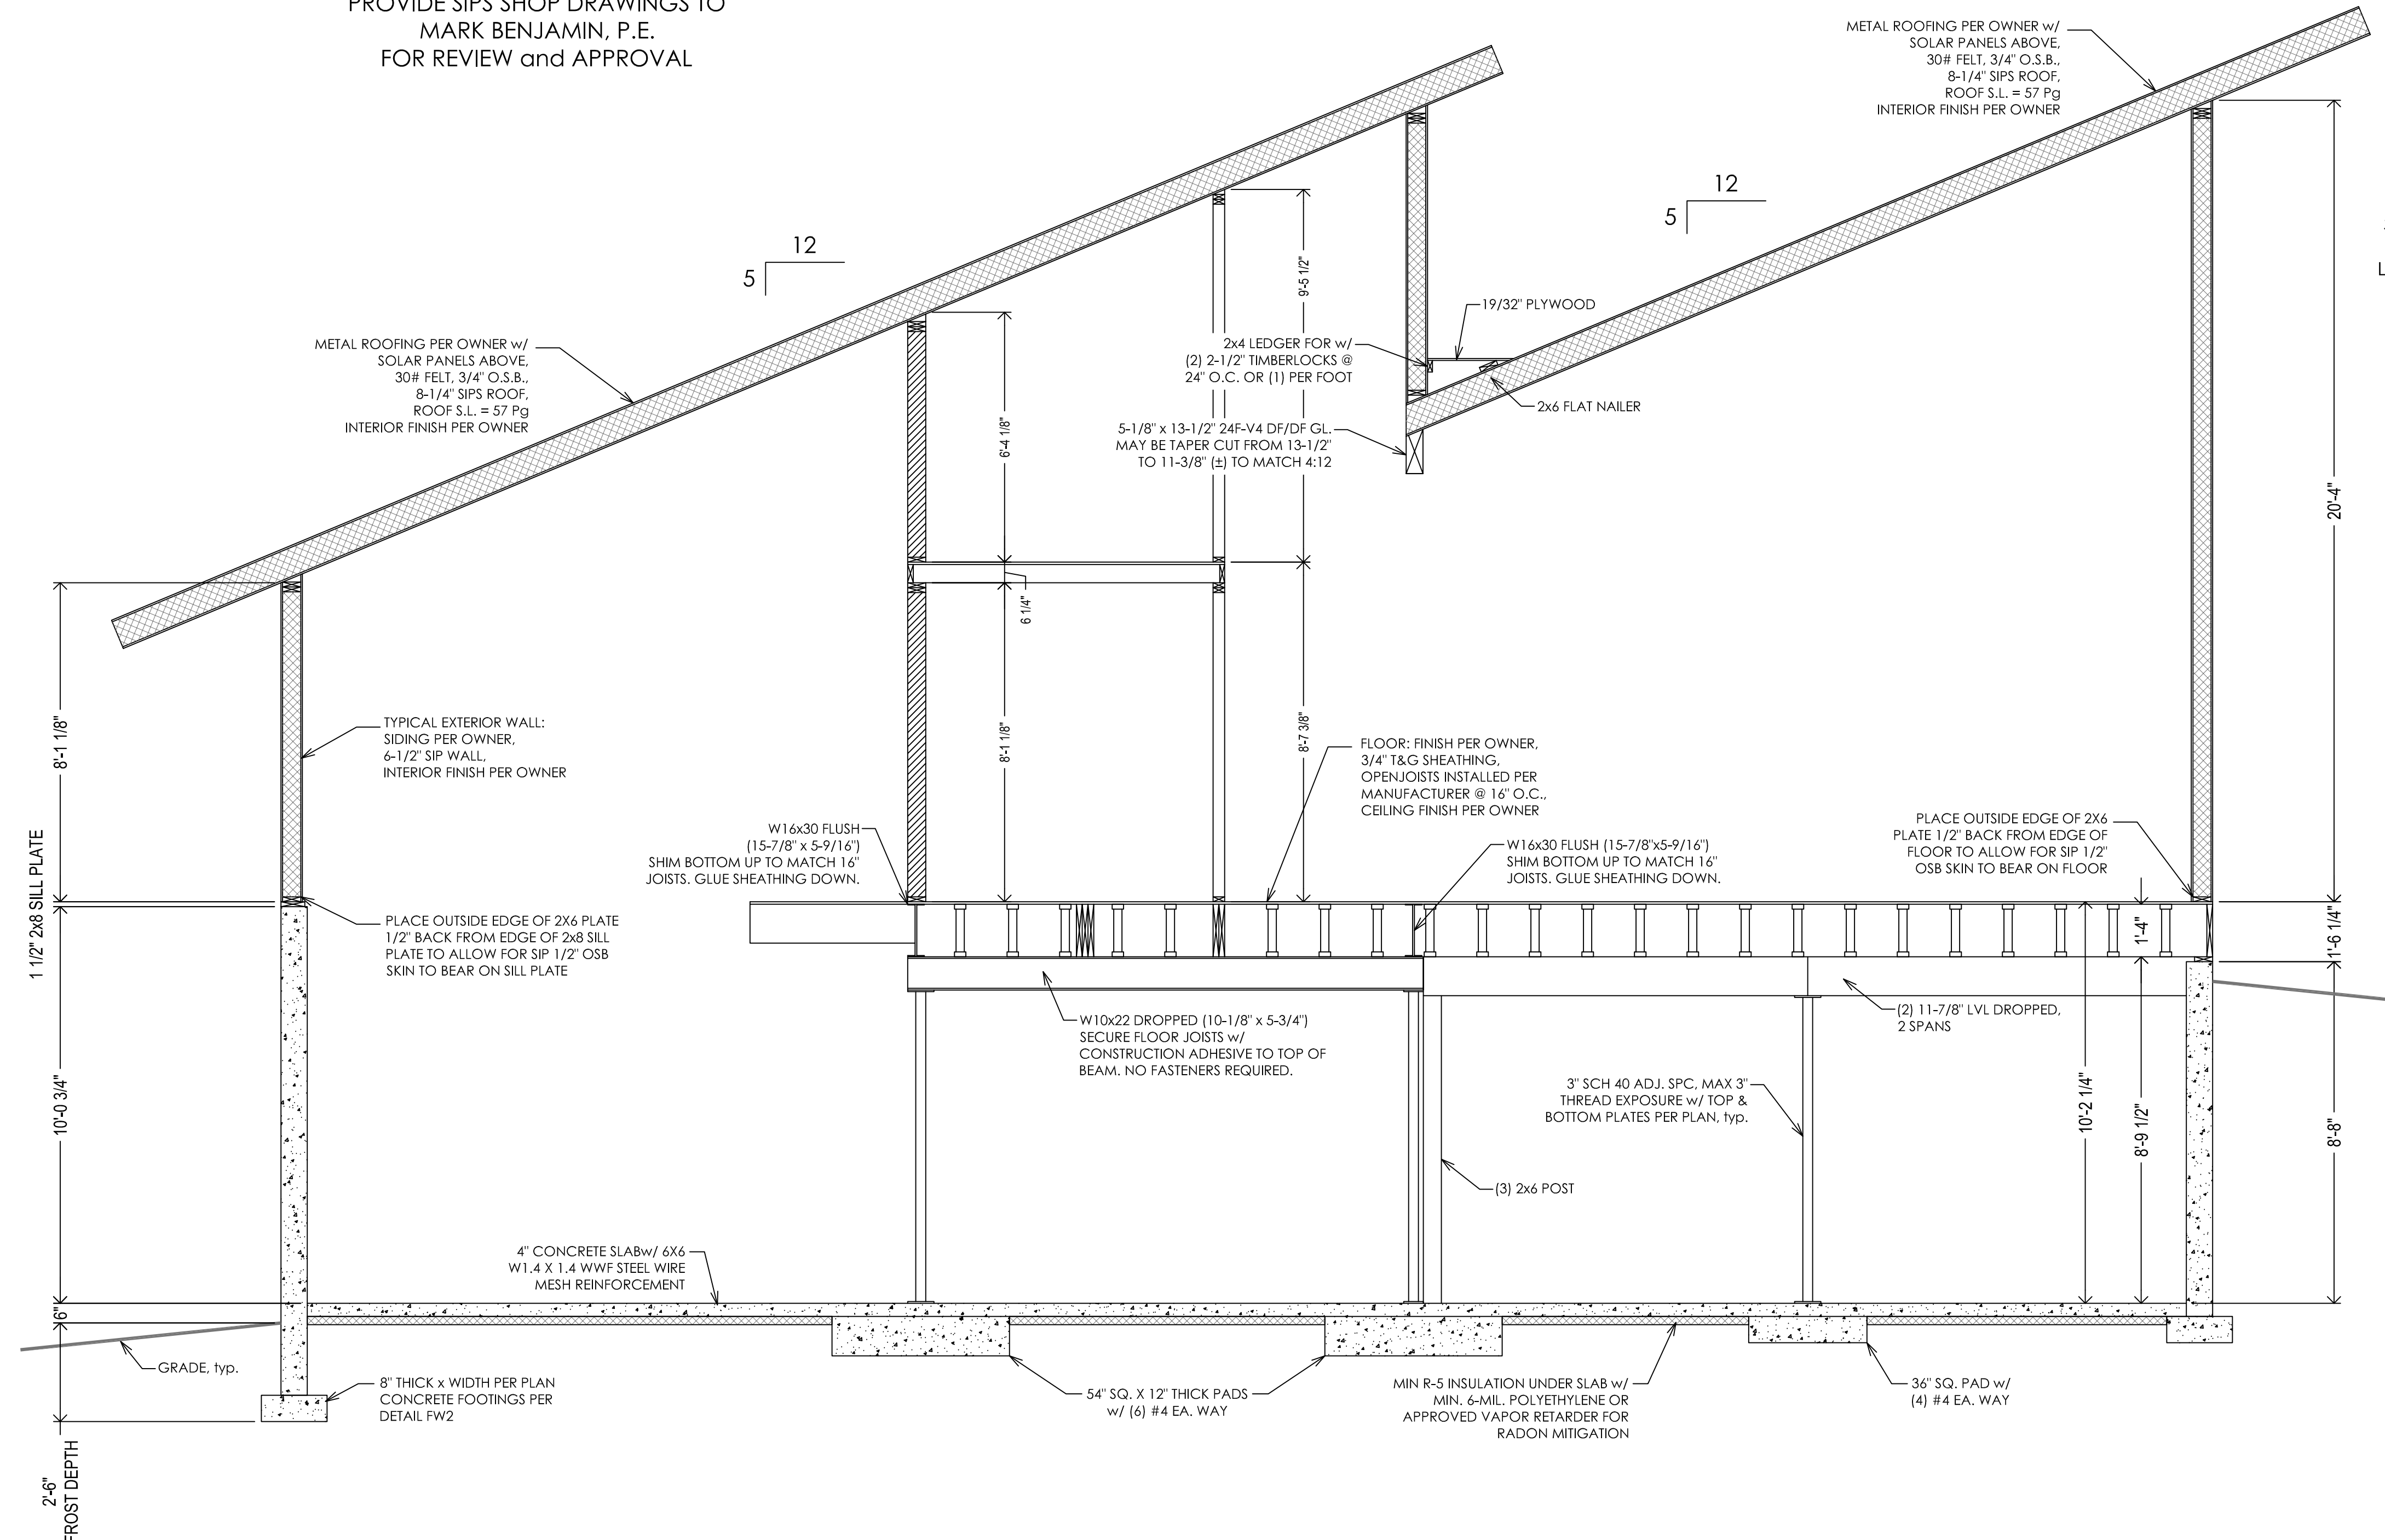 PROVIDE SIPS SHOP DRAWINGS TO
MARK BENJAMIN, P.E.
FOR REVIEW and APPROVAL
METAL ROOFING PER OWNER w/
SOLAR PANELS ABOVE,
30# FELT, 3/4" O.S.B.,
8-1/4" SIPS ROOF,
ROOF S.L. = 57 Pg
INTERIOR FINISH PER OWNER
12
5
12
5
METAL ROOFING PER OWNER w/
SOLAR PANELS ABOVE,
30# FELT, 3/4" O.S.B.,
8-1/4" SIPS ROOF,
ROOF S.L. = 57 Pg
INTERIOR FINISH PER OWNER
L
9'-5 1/2"
19/32" PLYWOOD
2x4 LEDGER FOR w/
(2) 2-1/2" TIMBERLOCKS @
24" O.C. OR (1) PER FOOT
2x6 FLAT NAILER
5-1/8" x 13-1/2" 24F-V4 DF/DF GL.
MAY BE TAPER CUT FROM 13-1/2"
TO 11-3/8" (±) TO MATCH 4:12
6'-4 1/8"
20'-4"
6 1/4"
8'-1 1/8"
TYPICAL EXTERIOR WALL:
SIDING PER OWNER,
6-1/2" SIP WALL,
INTERIOR FINISH PER OWNER
8'-1 1/8"
8'-7 3/8"
FLOOR: FINISH PER OWNER,
3/4" T&G SHEATHING,
OPENJOISTS INSTALLED PER
MANUFACTURER @ 16" O.C.,
CEILING FINISH PER OWNER
1 1/2" 2x8 SILL PLATE
W16x30 FLUSH
(15-7/8" x 5-9/16")
SHIM BOTTOM UP TO MATCH 16"
JOISTS. GLUE SHEATHING DOWN.
W16x30 FLUSH (15-7/8"x5-9/16")
SHIM BOTTOM UP TO MATCH 16"
JOISTS. GLUE SHEATHING DOWN.
PLACE OUTSIDE EDGE OF 2X6
PLATE 1/2" BACK FROM EDGE OF
FLOOR TO ALLOW FOR SIP 1/2"
OSB SKIN TO BEAR ON FLOOR
PLACE OUTSIDE EDGE OF 2X6 PLATE
1/2" BACK FROM EDGE OF 2x8 SILL
PLATE TO ALLOW FOR SIP 1/2" OSB
SKIN TO BEAR ON SILL PLATE
1'-4"
1'-6 1/4"
W10x22 DROPPED (10-1/8" x 5-3/4")
SECURE FLOOR JOISTS w/
CONSTRUCTION ADHESIVE TO TOP OF
BEAM. NO FASTENERS REQUIRED.
(2) 11-7/8" LVL DROPPED,
2 SPANS
10'-0 3/4"
3" SCH 40 ADJ. SPC, MAX 3"
THREAD EXPOSURE w/ TOP &
BOTTOM PLATES PER PLAN, typ.
10'-2 1/4"
8'-9 1/2"
8'-8"
(3) 2x6 POST
4" CONCRETE SLABw/ 6X6
W1.4 X 1.4 WWF STEEL WIRE
MESH REINFORCEMENT
6"
GRADE, typ.
8" THICK x WIDTH PER PLAN
CONCRETE FOOTINGS PER
DETAIL FW2
54" SQ. X 12" THICK PADS
w/ (6) #4 EA. WAY
MIN R-5 INSULATION UNDER SLAB w/
MIN. 6-MIL. POLYETHYLENE OR
APPROVED VAPOR RETARDER FOR
RADON MITIGATION
36" SQ. PAD w/
(4) #4 EA. WAY
2'-6"
FROST DEPTH